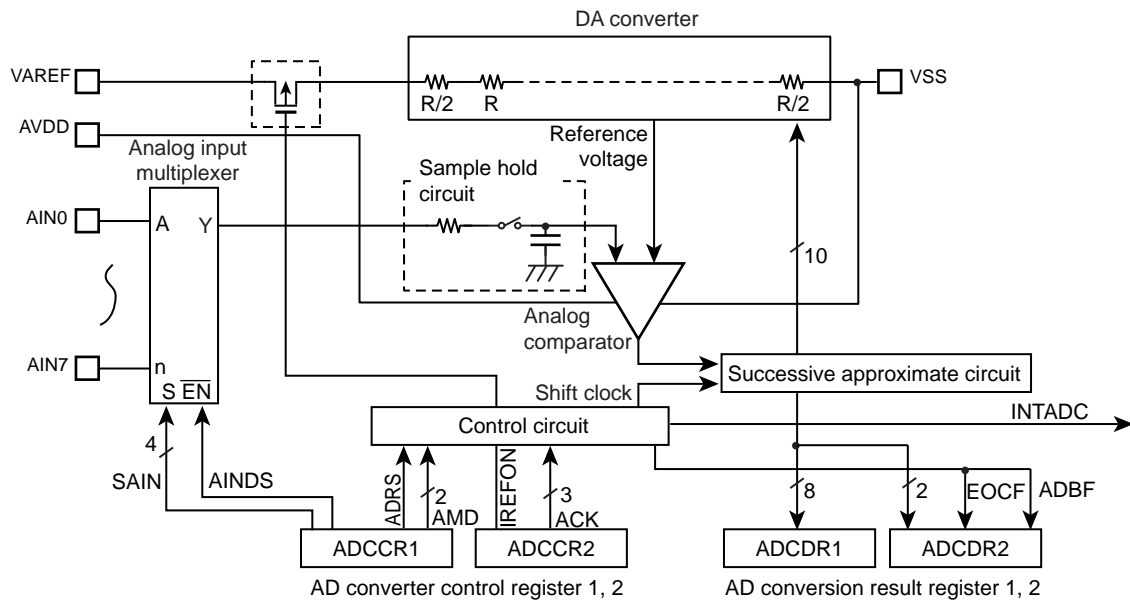 DA converter
VAREF
VSS
R/2
R
R/2
AVDD
Analog input
multiplexer
Reference
voltage
Sample hold
circuit
AIN0
A
Y
10
Analog
comparator
AIN7
n
S
EN
Successive approximate circuit
Shift clock
INTADC
Control circuit
4
SAIN
AINDS
ADRS
2
AMD
IREFON
3
ACK
8
2
EOCF
ADBF
ADCCR1
ADCCR2
ADCDR1
ADCDR2
AD converter control register 1, 2
AD conversion result register 1, 2